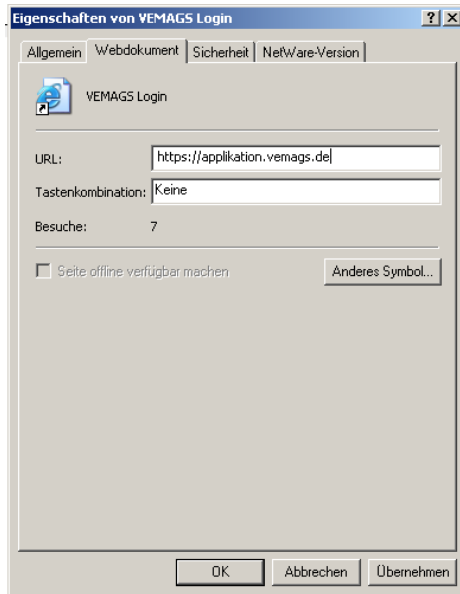 Eigenschaften von VEMAGS Login
Allgemein Webdokument Sicherheit NetWare-Version
VEMAGS Login
URL: https://applikation.vemags.de
Tastenkombination: Keine
Besuche: 7
Seite offline verfügbar machen Anderes Symbol...
OK Abbrechen Übernehmen